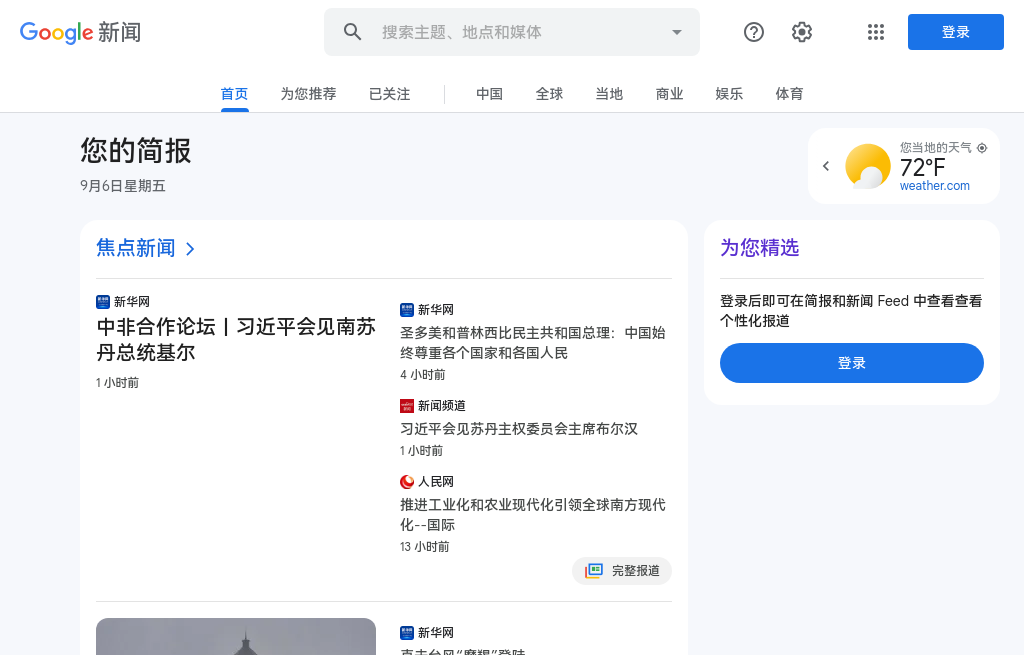 Google 新闻
搜索主题、地点和媒体
登录
首页
为您推荐
已关注
中国
全球
当地
商业
娱乐
体育
您的简报
9月6日星期五
您当地的天气
72°F
weather.com
焦点新闻
新华网
中非合作论坛丨习近平会见南苏
丹总统基尔
1 小时前
新华网
圣多美和普林西比民主共和国总理：中国始
终尊重各个国家和各国人民
4 小时前
新闻频道
习近平会见苏丹主权委员会主席布尔汉
1 小时前
人民网
推进工业化和农业现代化引领全球南方现代
化--国际
13 小时前
完整报道
新华网
直击台风“摩羯”登陆
为您精选
登录后即可在简报和新闻 Feed 中查看查看
个性化报道
登录